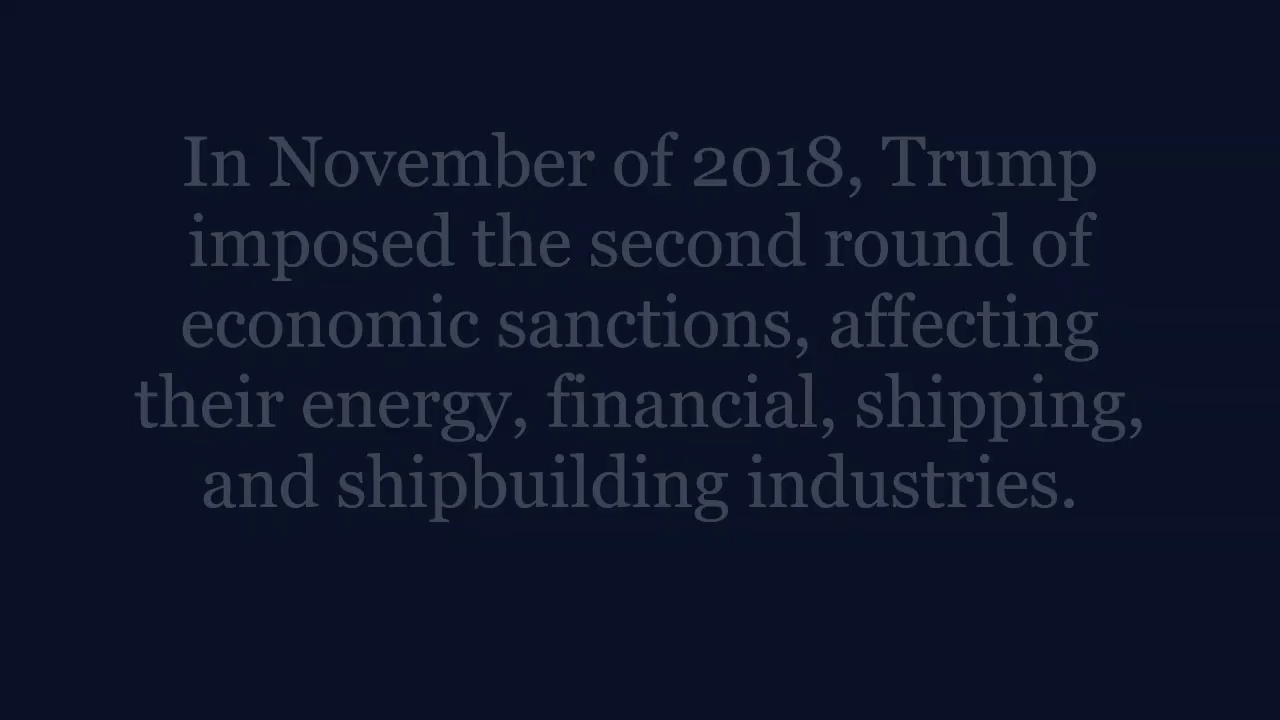 In November of 2018, Trump
imposed the second round of
economic sanctions, affecting
their energy, financial, shipping,
and shipbuilding industries.